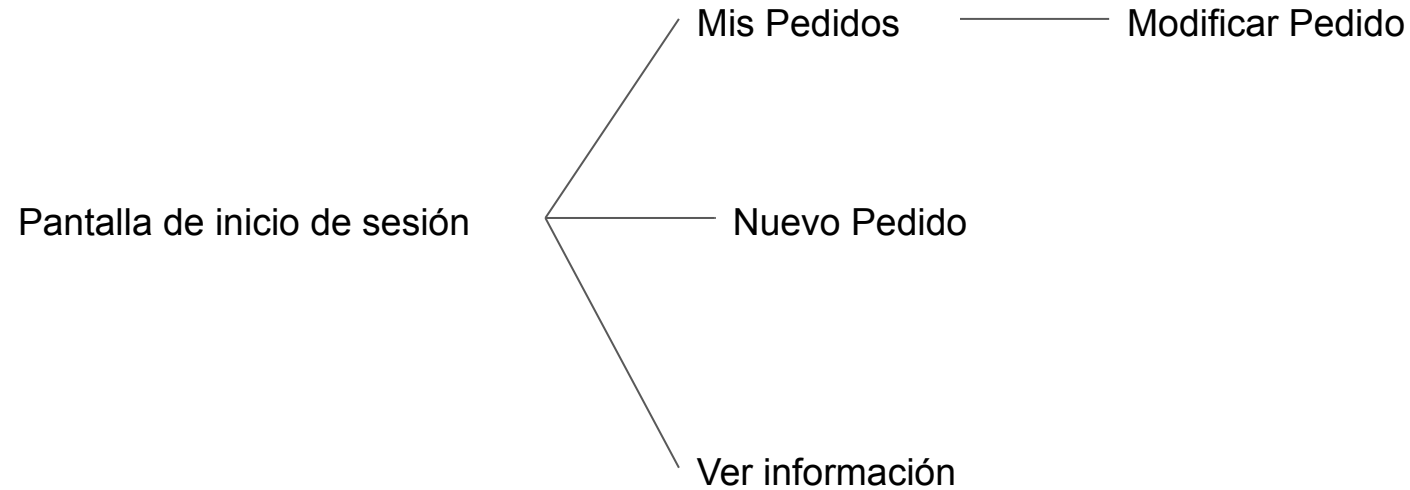 Mis Pedidos
Modificar Pedido
Pantalla de inicio de sesión
Nuevo Pedido
Ver información